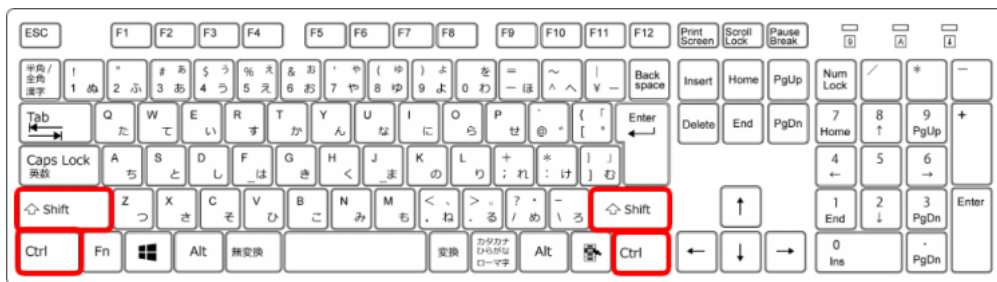 ESC F1 F2 F3 F4 F5 F6 F7 F8 F9 F10 F11 F12 Print Screen Scroll Lock Pause Break 9 A ↓
半角/全角 漢字 ! 1 ぬ " 2 ふ # ぁ 3 あ $ ぅ 4 う % ぇ 5 え & ぉ 6 お ' ゃ 7 や ( ゅ 8 ゆ ) ょ 9 よ を 0 わ = - ほ ~ ^ へ | ¥ ー Back space Insert Home PgUp Num Lock / * -
Tab Q た W て E い R す T か Y ん U な I に O ら P せ @ ゛ { 「 [ ゜ Enter Delete End PgDn 7 Home 8 ↑ 9 PgUp +
Caps Lock 英数 A ち S と D し F _は G き H く J _ま K の L り + ; れ * : け } 」 ] む 4 ← 5 6 →
Shift Z つ X さ C そ V ひ B こ N み M も < 、 , ね > 。 . る ? ・ / め _ \ ろ Shift ↑ 1 End 2 ↓ 3 PgDn Enter
Ctrl Fn Alt 無変換 変換 カタカナ ひらがな ローマ字 Alt Ctrl ← ↓ → 0 Ins . PgDn